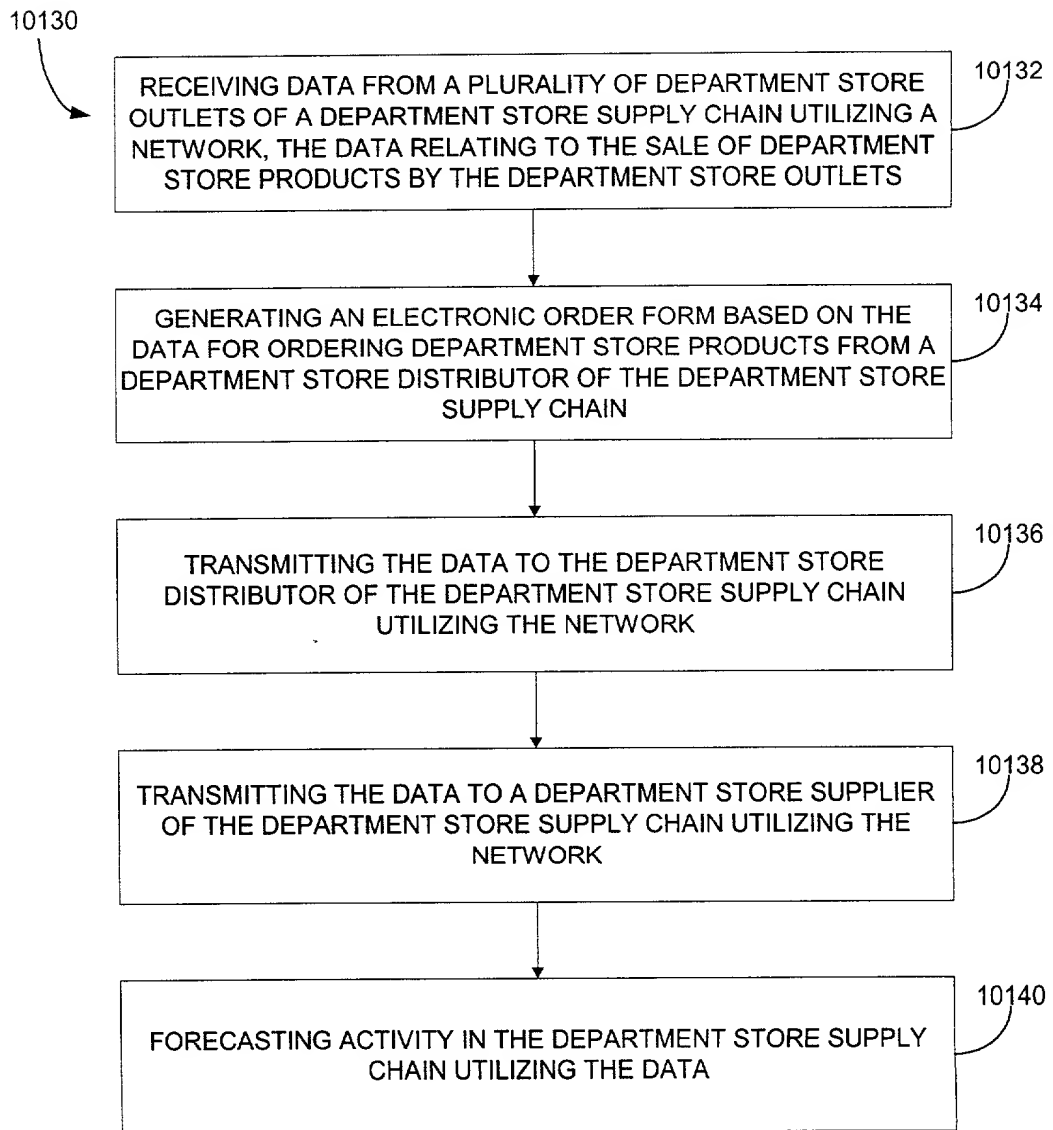 10130
10132
RECEIVING DATA FROM A PLURALITY OF DEPARTMENT STORE
OUTLETS OF A DEPARTMENT STORE SUPPLY CHAIN UTILIZING A
NETWORK, THE DATA RELATING TO THE SALE OF DEPARTMENT
STORE PRODUCTS BY THE DEPARTMENT STORE OUTLETS
10134
GENERATING AN ELECTRONIC ORDER FORM BASED ON THE
DATA FOR ORDERING DEPARTMENT STORE PRODUCTS FROM A
DEPARTMENT STORE DISTRIBUTOR OF THE DEPARTMENT STORE
SUPPLY CHAIN
10136
TRANSMITTING THE DATA TO THE DEPARTMENT STORE
DISTRIBUTOR OF THE DEPARTMENT STORE SUPPLY CHAIN
UTILIZING THE NETWORK
10138
TRANSMITTING THE DATA TO A DEPARTMENT STORE SUPPLIER
OF THE DEPARTMENT STORE SUPPLY CHAIN UTILIZING THE
NETWORK
10140
FORECASTING ACTIVITY IN THE DEPARTMENT STORE SUPPLY
CHAIN UTILIZING THE DATA